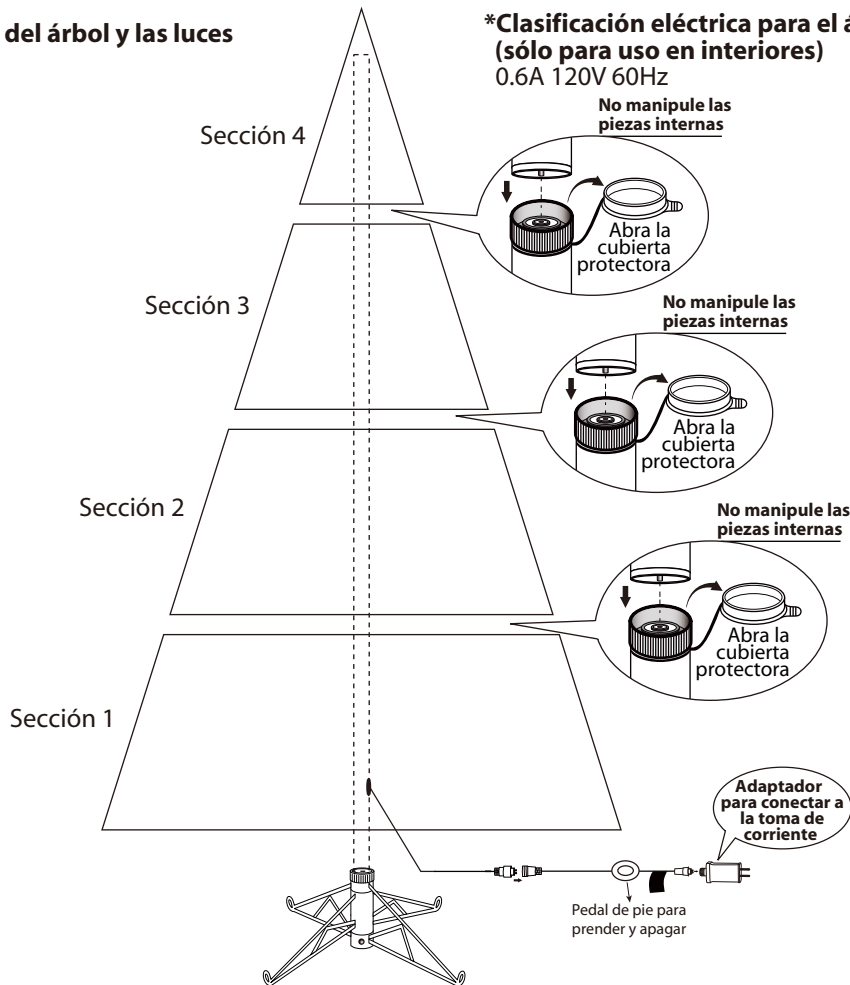 del árbol y las luces
*Clasificación eléctrica para el
(sólo para uso en interiores)
0.6A 120V 60Hz
No manipule las
piezas internas
Sección 4
Abra la
cubierta
protectora
No manipule las
piezas internas
Sección 3
Abra la
cubierta
protectora
No manipule las
piezas internas
Sección 2
Abra la
cubierta
protectora
Sección 1
Adaptador
para conectar a
la toma de
corriente
Pedal de pie para
prender y apagar